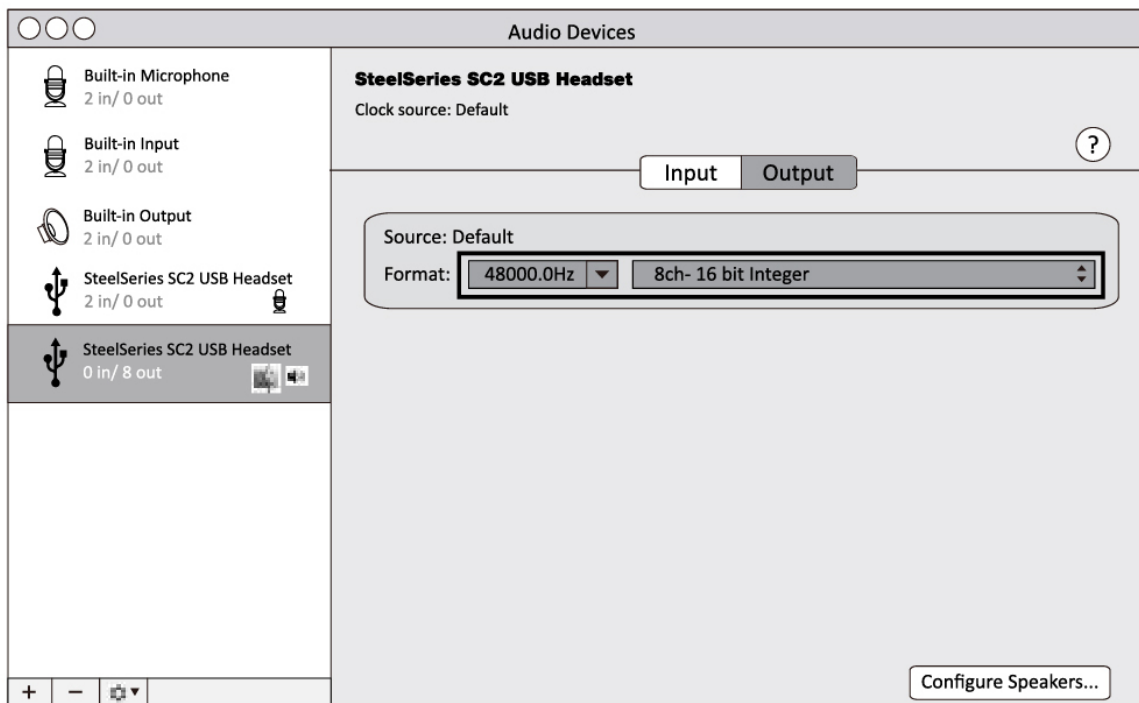 Audio Devices
Built-in Microphone
2 in/ 0 out
Built-in Input
2 in/ 0 out
Built-in Output
2 in/ 0 out
SteelSeries SC2 USB Headset
2 in/ 0 out
SteelSeries SC2 USB Headset
0 in/ 8 out
+ −
SteelSeries SC2 USB Headset
Clock source: Default
?
Input Output
Source: Default
Format: 48000.0Hz 8ch- 16 bit Integer
Configure Speakers...